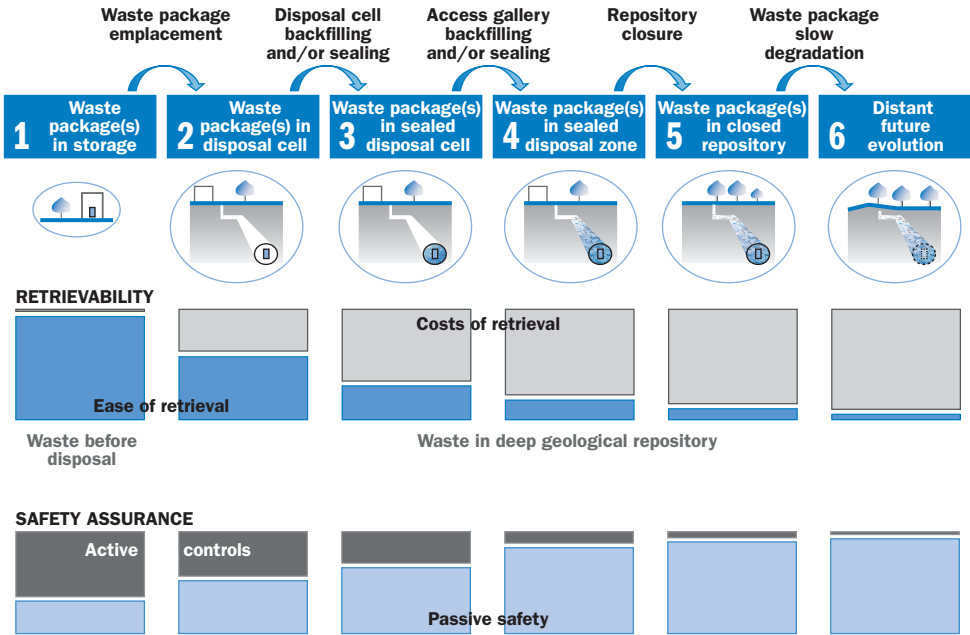 Waste package
emplacement
Disposal cell
backfilling
and/or sealing
Access gallery
backfilling
and/or sealing
Repository
closure
Waste package
slow
degradation
1 Waste
package(s)
in storage
2 Waste
package(s) in
disposal cell
3 Waste package(s)
in sealed
disposal cell
4 Waste package(s)
in sealed
disposal zone
5 Waste package(s)
in closed
repository
6 Distant
future
evolution
RETRIEVABILITY
Costs of retrieval
Ease of retrieval
Waste before
disposal
Waste in deep geological repository
SAFETY ASSURANCE
Active controls
Passive safety